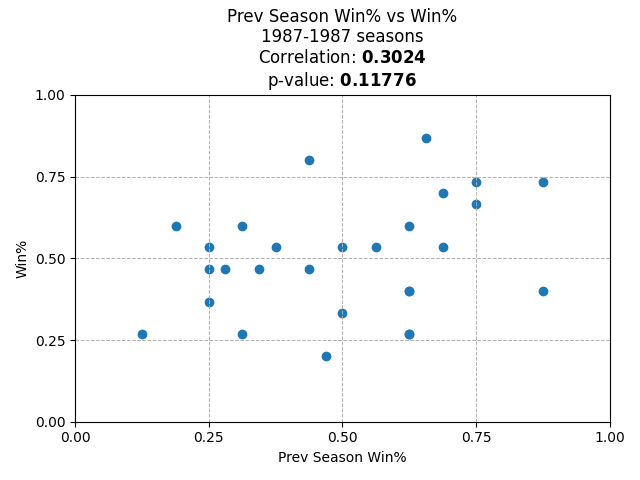 Prev Season Win% vs Win%
1987-1987 seasons
Correlation: 0.3024
p-value: 0.11776
1.00
0.75
0.50
0.25
0.00
Win%
0.00 0.25 0.50 0.75 1.00
Prev Season Win%